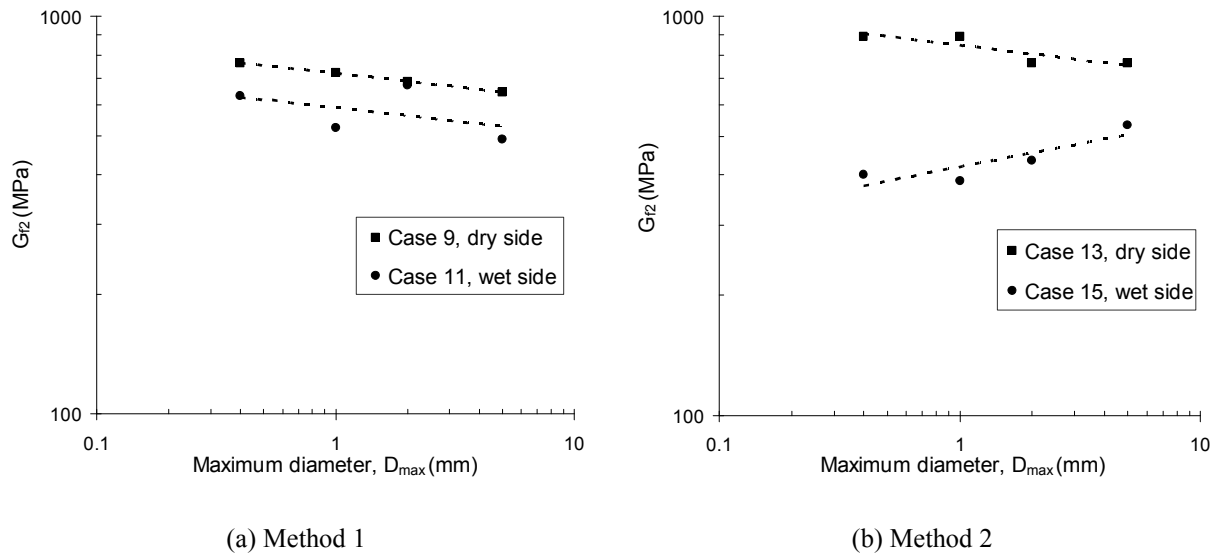 1000
G_f2 (MPa)
Case 9, dry side
Case 11, wet side
100
0.1 1 10
Maximum diameter, D_max (mm)
(a) Method 1
1000
G_f2 (MPa)
Case 13, dry side
Case 15, wet side
100
0.1 1 10
Maximum diameter, D_max (mm)
(b) Method 2